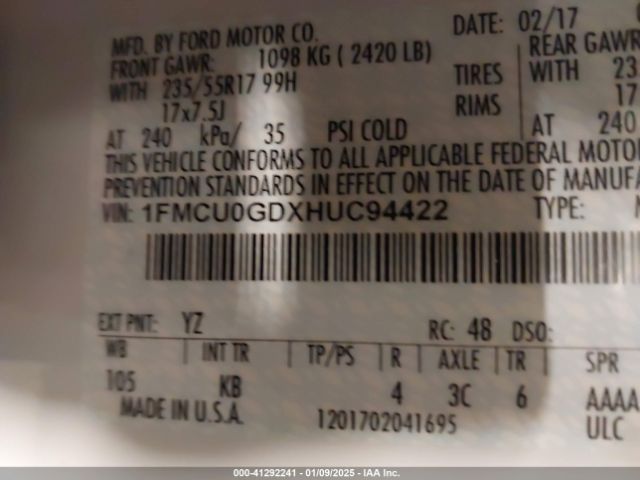 MFD. BY FORD MOTOR CO.
DATE: 02/17
FRONT GAWR: 1098 KG ( 2420 LB)
REAR GAWR
WITH 235/55R17 99H
TIRES WITH 23
17x7.5J
RIMS 17
AT 240 kPa/ 35 PSI COLD
AT 240
THIS VEHICLE CONFORMS TO ALL APPLICABLE FEDERAL MOTO
PREVENTION STANDARDS IN EFFECT ON THE DATE OF MANUFA
VIN: 1FMCU0GDXHUC94422
TYPE:
EXT PNT: YZ
RC: 48 DSO:
WB INT TR TP/PS R AXLE TR SPR
105 KB 4 3C 6 AAAA
MADE IN U.S.A.
1201702041695
ULC
000-41292241 - 01/09/2025 - IAA Inc.